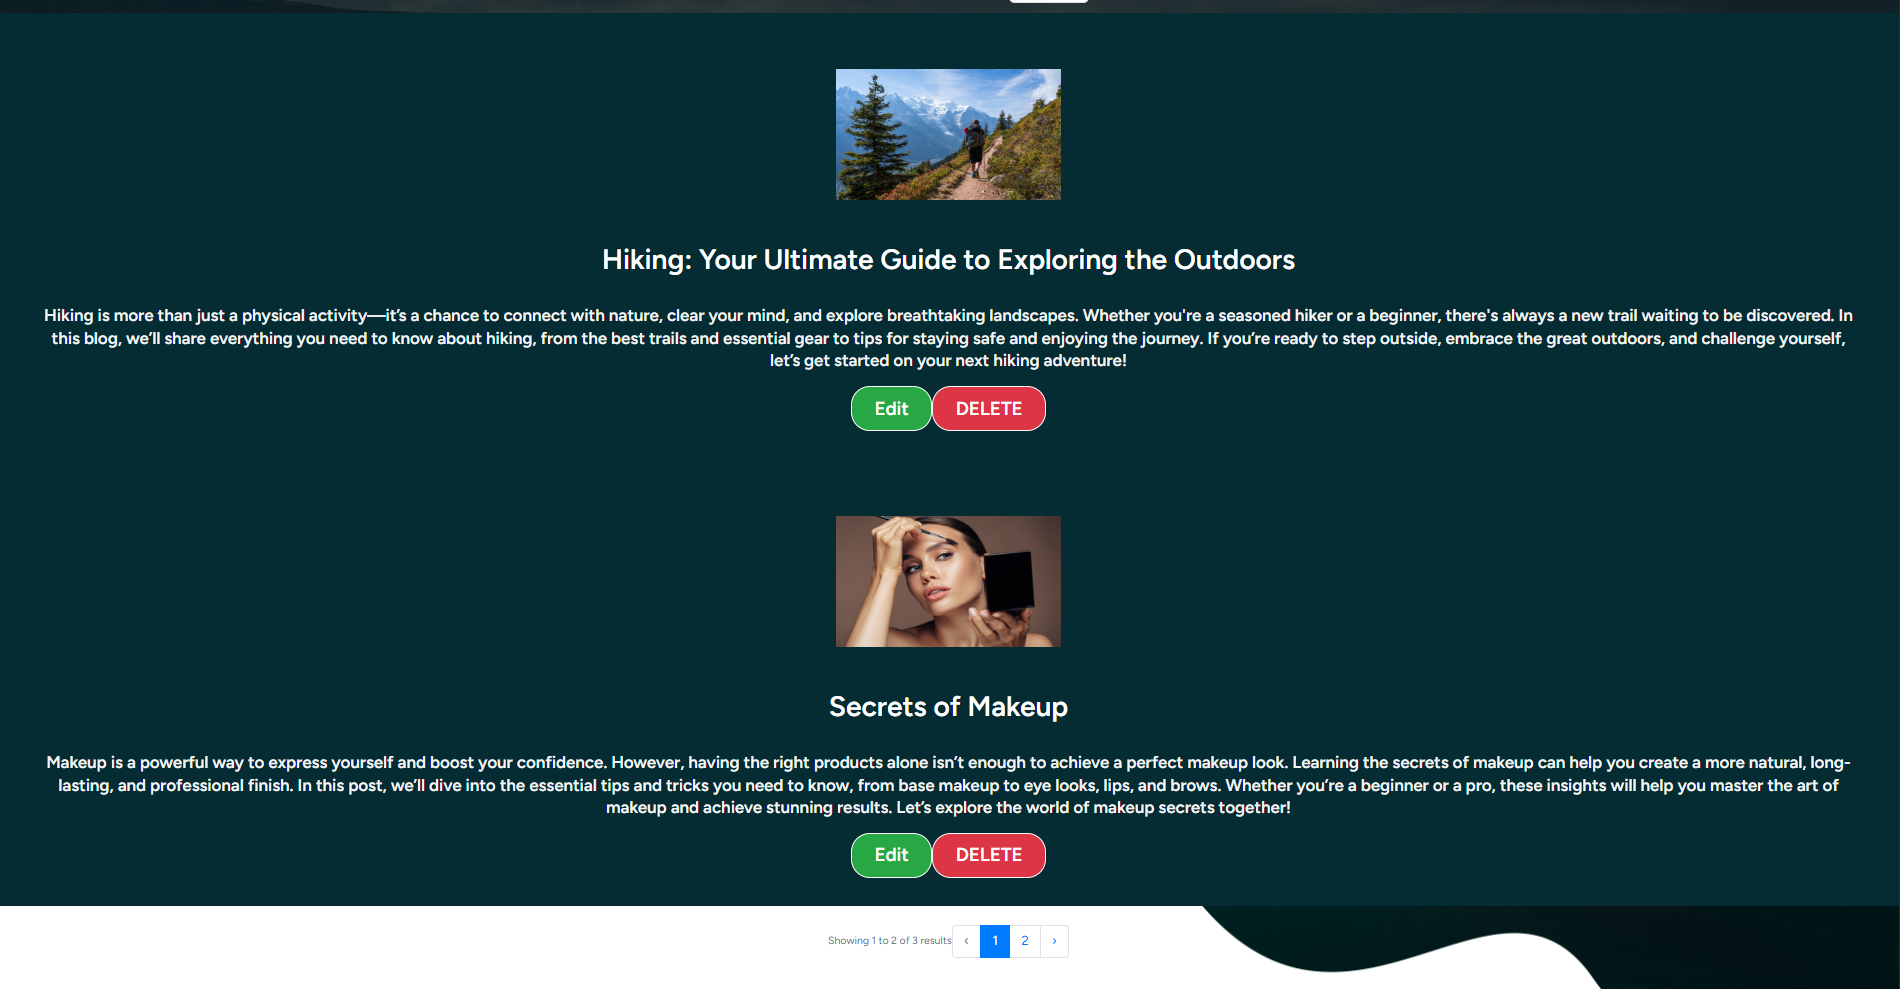 Hiking: Your Ultimate Guide to Exploring the Outdoors
Hiking is more than just a physical activity—it’s a chance to connect with nature, clear your mind, and explore breathtaking landscapes. Whether you're a seasoned hiker or a beginner, there's always a new trail waiting to be discovered. In
this blog, we’ll share everything you need to know about hiking, from the best trails and essential gear to tips for staying safe and enjoying the journey. If you’re ready to step outside, embrace the great outdoors, and challenge yourself,
let’s get started on your next hiking adventure!
Edit DELETE
Secrets of Makeup
Makeup is a powerful way to express yourself and boost your confidence. However, having the right products alone isn’t enough to achieve a perfect makeup look. Learning the secrets of makeup can help you create a more natural, long-
lasting, and professional finish. In this post, we’ll dive into the essential tips and tricks you need to know, from base makeup to eye looks, lips, and brows. Whether you’re a beginner or a pro, these insights will help you master the art of
makeup and achieve stunning results. Let’s explore the world of makeup secrets together!
Edit DELETE
Showing 1 to 2 of 3 results ‹ 1 2 ›